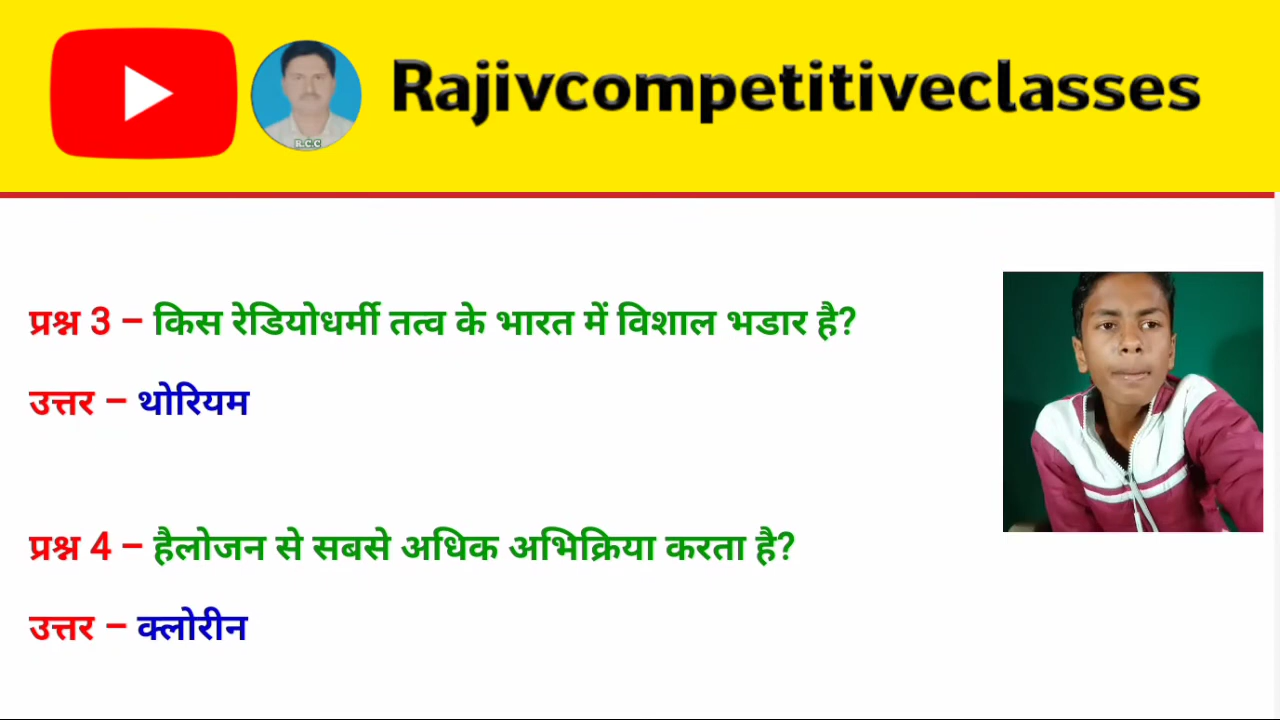 R.C.C
Rajivcompetitiveclasses
प्रश्न 3 – किस रेडियोधर्मी तत्व के भारत में विशाल भडार है?
उत्तर – थोरियम
प्रश्न 4 – हैलोजन से सबसे अधिक अभिक्रिया करता है?
उत्तर – क्लोरीन